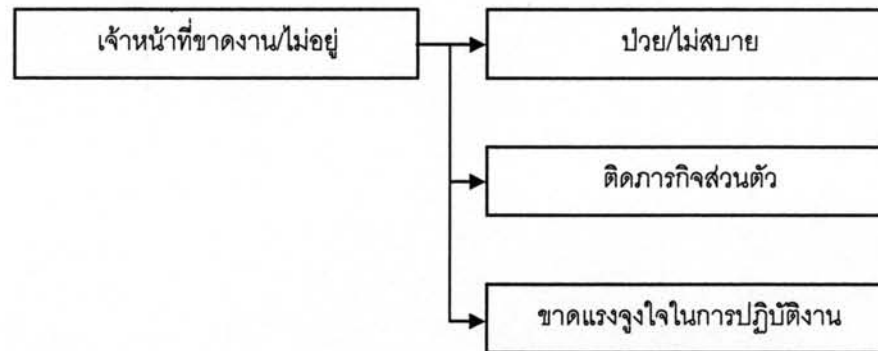 เจ้าหน้าที่ขาดงาน/ไม่อยู่
ป่วย/ไม่สบาย
ติดภารกิจส่วนตัว
ขาดแรงจูงใจในการปฏิบัติงาน